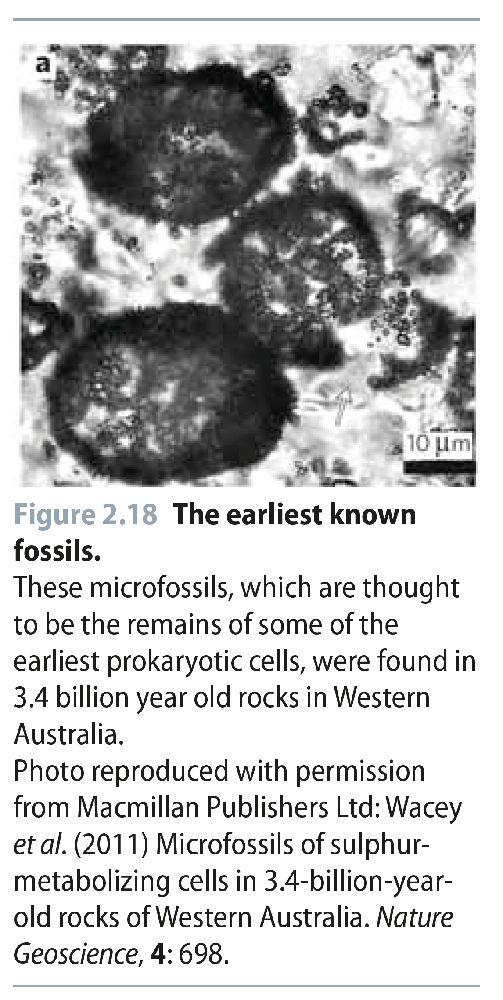 a
10 μm
Figure 2.18 The earliest known
fossils.
These microfossils, which are thought
to be the remains of some of the
earliest prokaryotic cells, were found in
3.4 billion year old rocks in Western
Australia.
Photo reproduced with permission
from Macmillan Publishers Ltd: Wacey
et al. (2011) Microfossils of sulphur-
metabolizing cells in 3.4-billion-year-
old rocks of Western Australia. Nature
Geoscience, 4: 698.